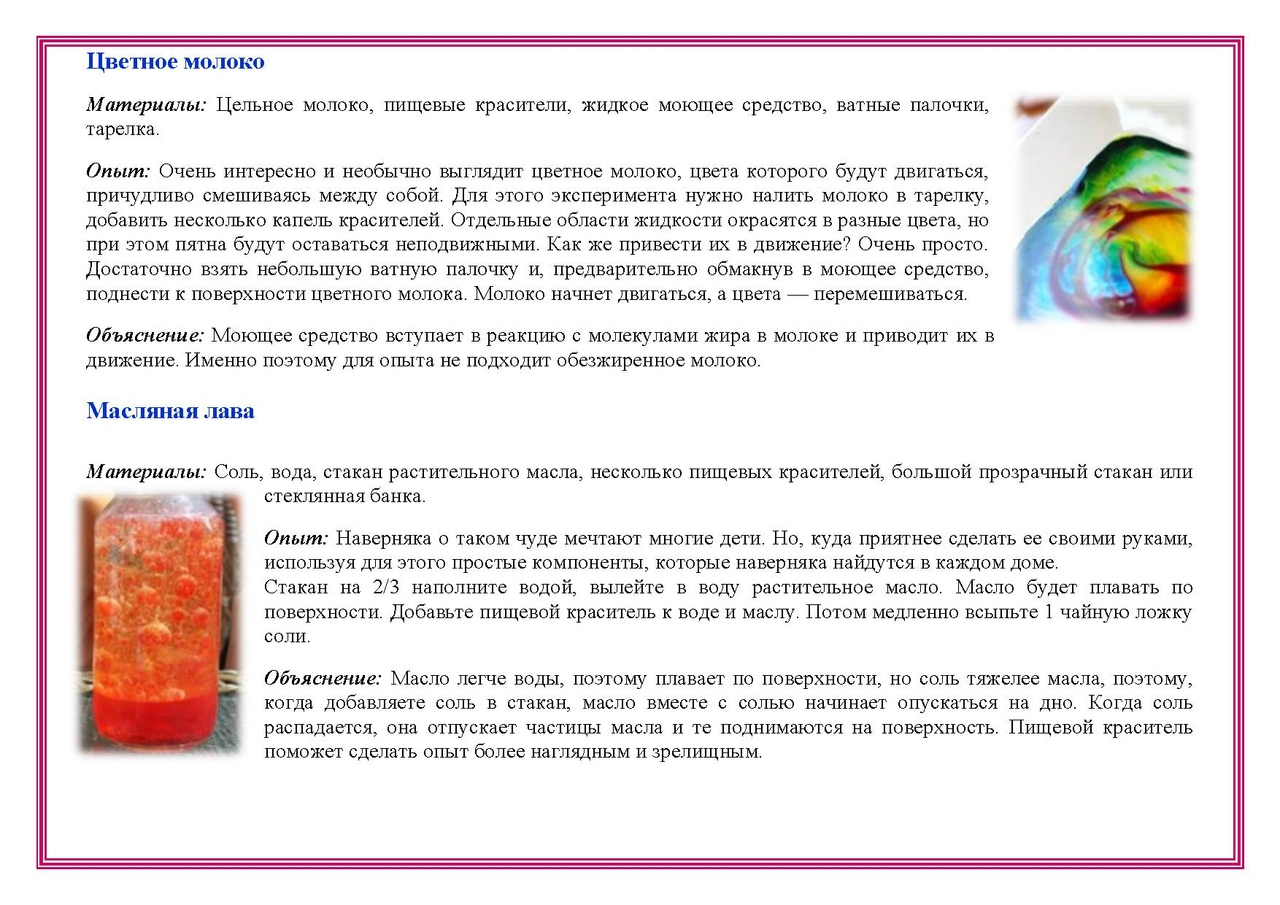 Цветное молоко
Материалы: Цельное молоко, пищевые красители, жидкое моющее средство, ватные палочки,
тарелка.
Опыт: Очень интересно и необычно выглядит цветное молоко, цвета которого будут двигаться,
причудливо смешиваясь между собой. Для этого эксперимента нужно налить молоко в тарелку,
добавить несколько капель красителей. Отдельные области жидкости окрасятся в разные цвета, но
при этом пятна будут оставаться неподвижными. Как же привести их в движение? Очень просто.
Достаточно взять небольшую ватную палочку и, предварительно обмакнув в моющее средство,
поднести к поверхности цветного молока. Молоко начнет двигаться, а цвета — перемешиваться.
Объяснение: Моющее средство вступает в реакцию с молекулами жира в молоке и приводит их в
движение. Именно поэтому для опыта не подходит обезжиренное молоко.
Масляная лава
Материалы: Соль, вода, стакан растительного масла, несколько пищевых красителей, большой прозрачный стакан или
стеклянная банка.
Опыт: Наверняка о таком чуде мечтают многие дети. Но, куда приятнее сделать ее своими руками,
используя для этого простые компоненты, которые наверняка найдутся в каждом доме.
Стакан на 2/3 наполните водой, вылейте в воду растительное масло. Масло будет плавать по
поверхности. Добавьте пищевой краситель к воде и маслу. Потом медленно всыпьте 1 чайную ложку
соли.
Объяснение: Масло легче воды, поэтому плавает по поверхности, но соль тяжелее масла, поэтому,
когда добавляете соль в стакан, масло вместе с солью начинает опускаться на дно. Когда соль
распадается, она отпускает частицы масла и те поднимаются на поверхность. Пищевой краситель
поможет сделать опыт более наглядным и зрелищным.